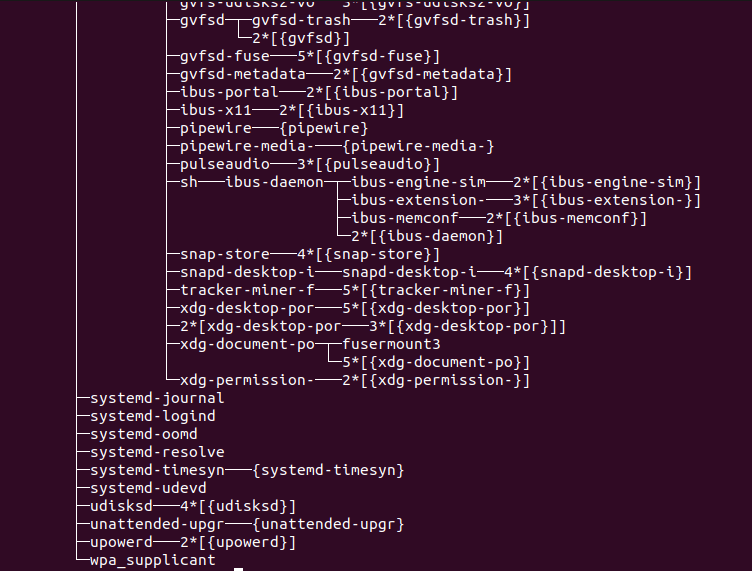 ├─gvfs-udisks2-vo───3*[{gvfs-udisks2-vo}]
├─gvfsd─┬─gvfsd-trash───2*[{gvfsd-trash}]
│       └─2*[{gvfsd}]
├─gvfsd-fuse───5*[{gvfsd-fuse}]
├─gvfsd-metadata───2*[{gvfsd-metadata}]
├─ibus-portal───2*[{ibus-portal}]
├─ibus-x11───2*[{ibus-x11}]
├─pipewire───{pipewire}
├─pipewire-media-───{pipewire-media-}
├─pulseaudio───3*[{pulseaudio}]
├─sh───ibus-daemon─┬─ibus-engine-sim───2*[{ibus-engine-sim}]
│                  ├─ibus-extension-───3*[{ibus-extension-}]
│                  ├─ibus-memconf───2*[{ibus-memconf}]
│                  └─2*[{ibus-daemon}]
├─snap-store───4*[{snap-store}]
├─snapd-desktop-i───snapd-desktop-i───4*[{snapd-desktop-i}]
├─tracker-miner-f───5*[{tracker-miner-f}]
├─xdg-desktop-por───5*[{xdg-desktop-por}]
├─2*[xdg-desktop-por───3*[{xdg-desktop-por}]]
├─xdg-document-po─┬─fusermount3
│                 └─5*[{xdg-document-po}]
└─xdg-permission-───2*[{xdg-permission-}]
├─systemd-journal
├─systemd-logind
├─systemd-oomd
├─systemd-resolve
├─systemd-timesyn───{systemd-timesyn}
├─systemd-udevd
├─udisksd───4*[{udisksd}]
├─unattended-upgr───{unattended-upgr}
├─upowerd───2*[{upowerd}]
└─wpa_supplicant